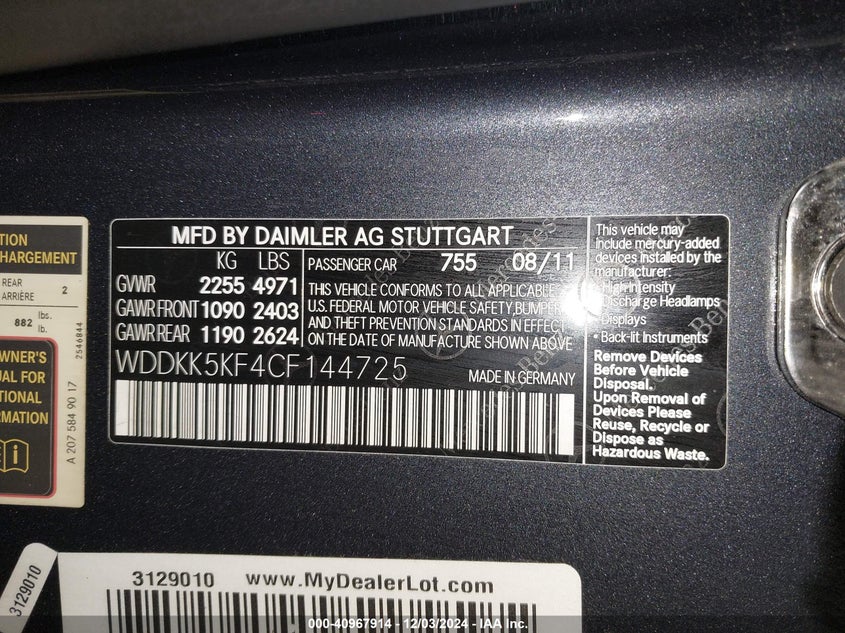 TION
HARGEMENT
REAR
ARRIÈRE 2
882 lbs.
lb.
2546844
OWNER'S
UAL FOR
TIONAL
ORMATION
A 207 584 90 17
MFD BY DAIMLER AG STUTTGART
KG LBS
GVWR 2255 4971
GAWR FRONT 1090 2403
GAWR REAR 1190 2624
PASSENGER CAR 755 08/11
THIS VEHICLE CONFORMS TO ALL APPLICABLE
U.S. FEDERAL MOTOR VEHICLE SAFETY, BUMPER
AND THEFT PREVENTION STANDARDS IN EFFECT
ON THE DATE OF MANUFACTURE SHOWN ABOVE
WDDKK5KF4CF144725
MADE IN GERMANY
This vehicle may
include mercury-added
devices installed by the
manufacturer:
High Intensity
Discharge Headlamps
Displays
• Back-lit Instruments
Remove Devices
Before Vehicle
Disposal.
Upon Removal of
Devices Please
Reuse, Recycle or
Dispose as
Hazardous Waste.
3129010
3129010 www.MyDealerLot.com
000-40967914 - 12/03/2024 - IAA Inc.